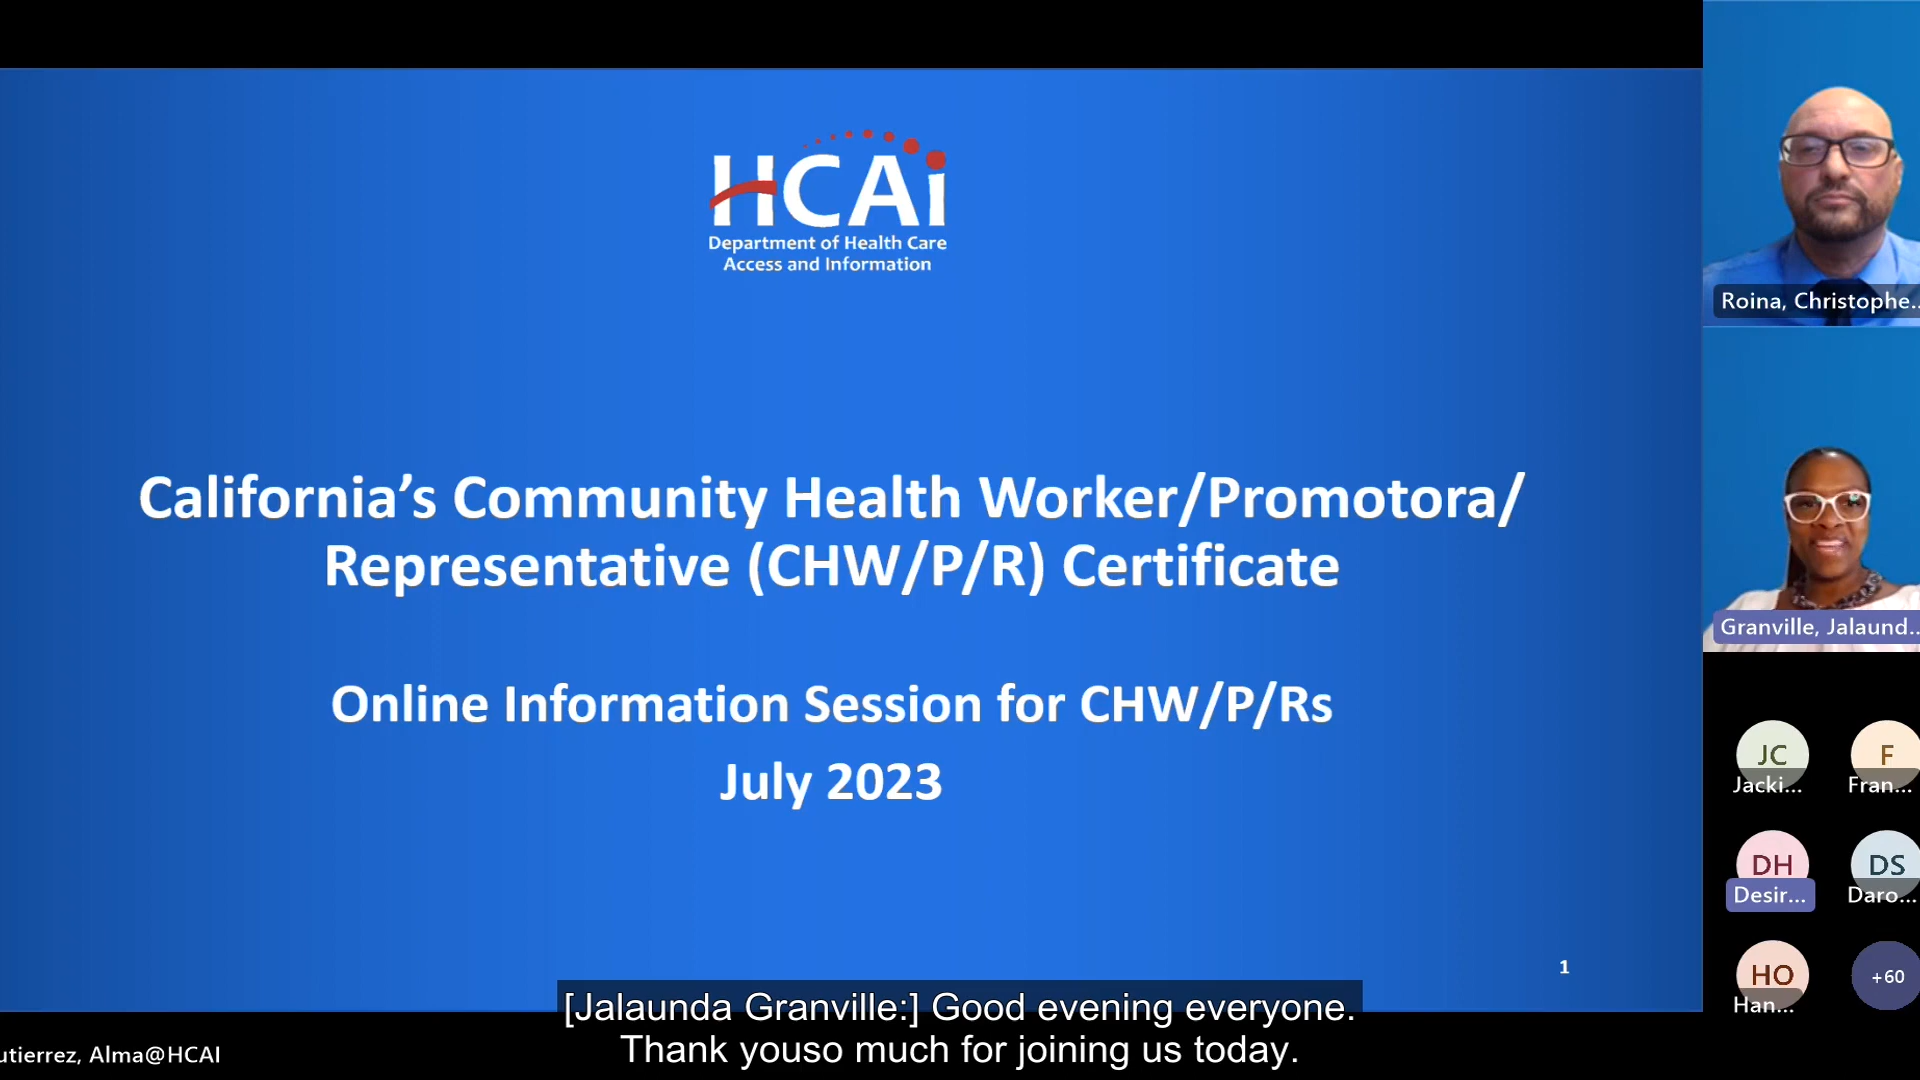 HCAi
Department of Health Care
Access and Information
California's Community Health Worker/Promotora/
Representative (CHW/P/R) Certificate
Online Information Session for CHW/P/Rs
July 2023
1
[Jalaunda Granville:] Good evening everyone.
Thank youso much for joining us today.
utierrez, Alma@HCAI
Roina, Christophe...
Granville, Jalaund...
JC
Jacki...
F
Fran...
DH
Desir...
DS
Daro...
HO
Han...
+60